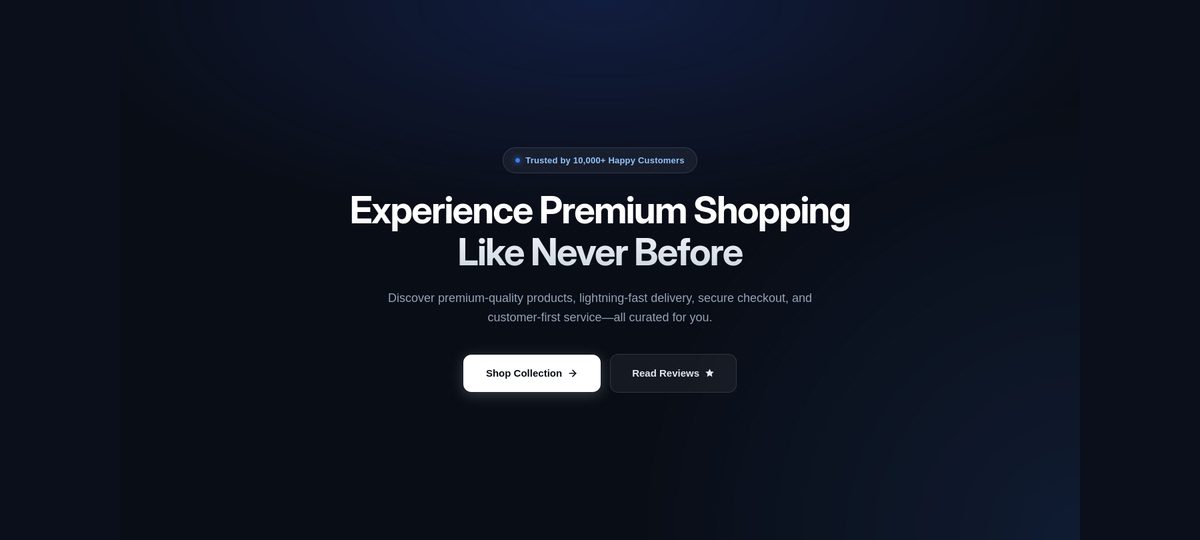 Trusted by 10,000+ Happy Customers
Experience Premium Shopping
Like Never Before
Discover premium-quality products, lightning-fast delivery, secure checkout, and
customer-first service—all curated for you.
Shop Collection
Read Reviews